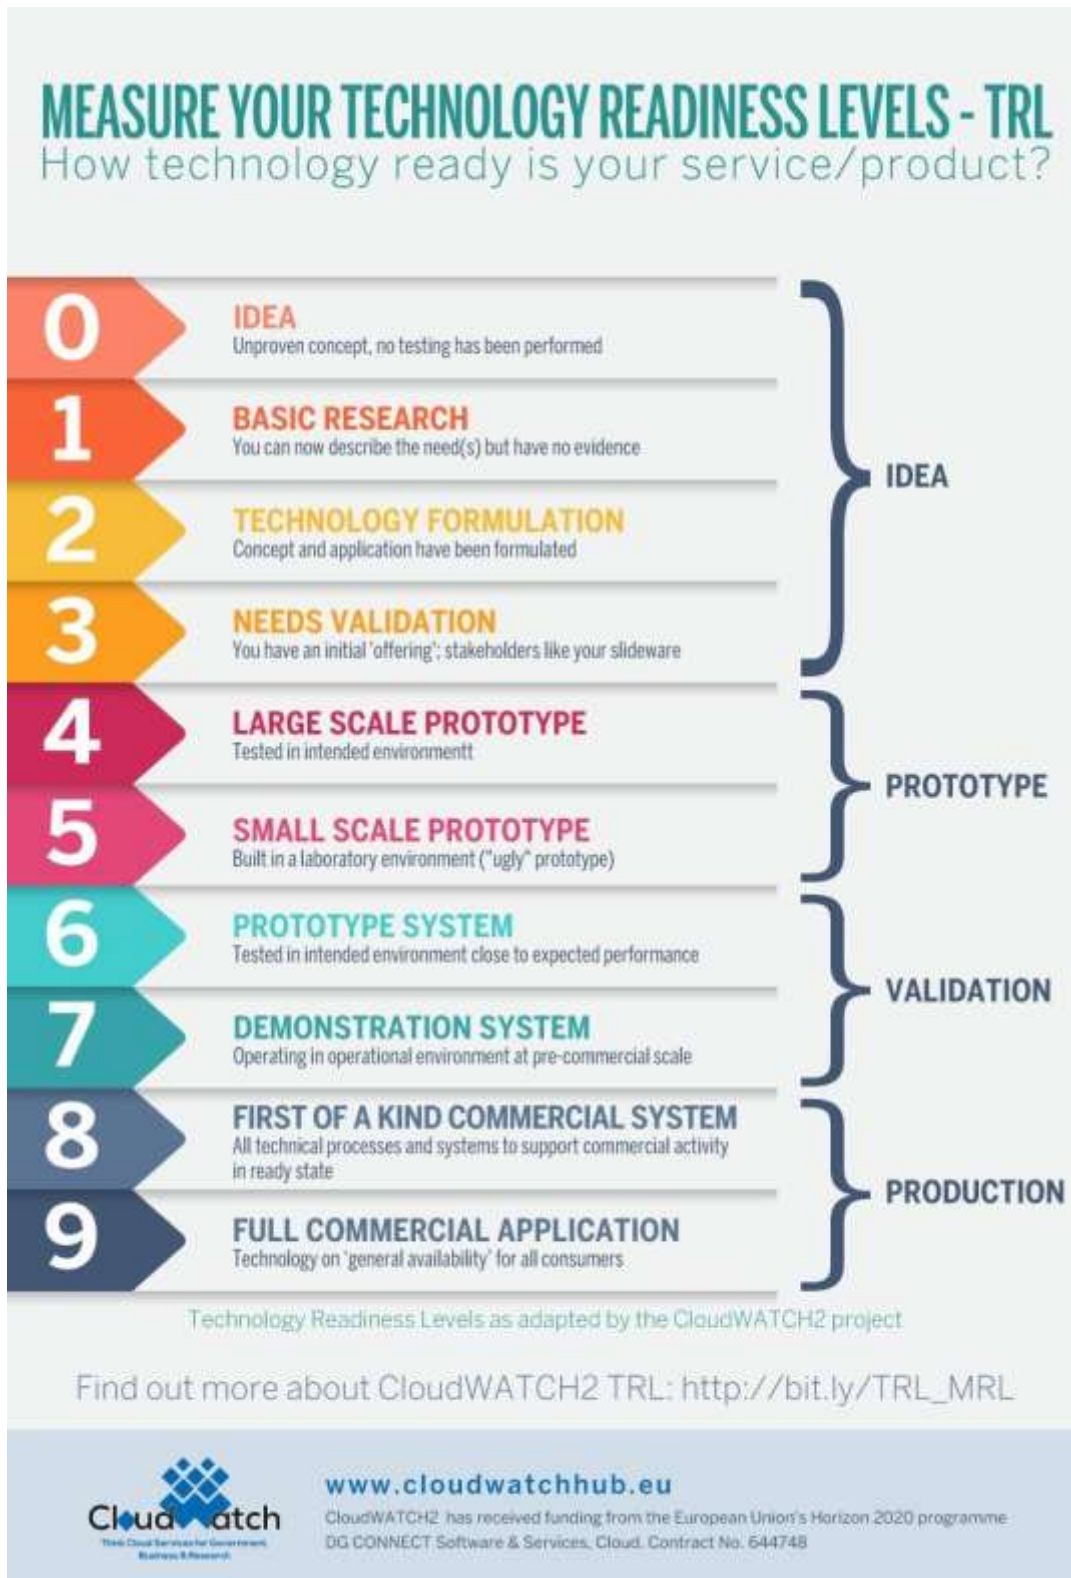 MEASURE YOUR TECHNOLOGY READINESS LEVELS - TRL
How technology ready is your service/product?
0
IDEA
Unproven concept, no testing has been performed
1
BASIC RESEARCH
You can now describe the need(s) but have no evidence
2
TECHNOLOGY FORMULATION
Concept and application have been formulated
3
NEEDS VALIDATION
You have an initial 'offering'; stakeholders like your slideware
IDEA
4
LARGE SCALE PROTOTYPE
Tested in intended environmentt
5
SMALL SCALE PROTOTYPE
Built in a laboratory environment ("ugly" prototype)
PROTOTYPE
6
PROTOTYPE SYSTEM
Tested in intended environment close to expected performance
7
DEMONSTRATION SYSTEM
Operating in operational environment at pre-commercial scale
VALIDATION
8
FIRST OF A KIND COMMERCIAL SYSTEM
All technical processes and systems to support commercial activity
in ready state
9
FULL COMMERCIAL APPLICATION
Technology on 'general availability' for all consumers
PRODUCTION
Technology Readiness Levels as adapted by the CloudWATCH2 project
Find out more about CloudWATCH2 TRL: http://bit.ly/TRL_MRL
CloudWatch
Think Cloud Services for Government,
Business & Research
www.cloudwatchhub.eu
CloudWATCH2 has received funding from the European Union's Horizon 2020 programme
DG CONNECT Software & Services, Cloud. Contract No. 644748